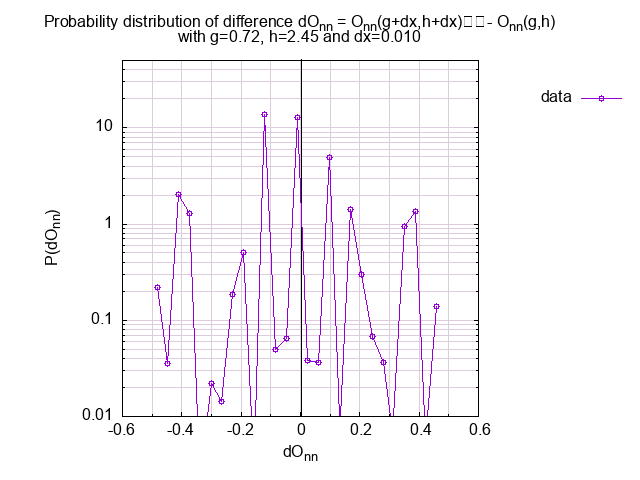 Probability distribution of difference dOnn = Onn(g+dx,h+dx)□□- Onn(g,h)
with g=0.72, h=2.45 and dx=0.010
data
10
1
0.1
0.01
P(dOnn)
-0.6 -0.4 -0.2 0 0.2 0.4 0.6
dOnn